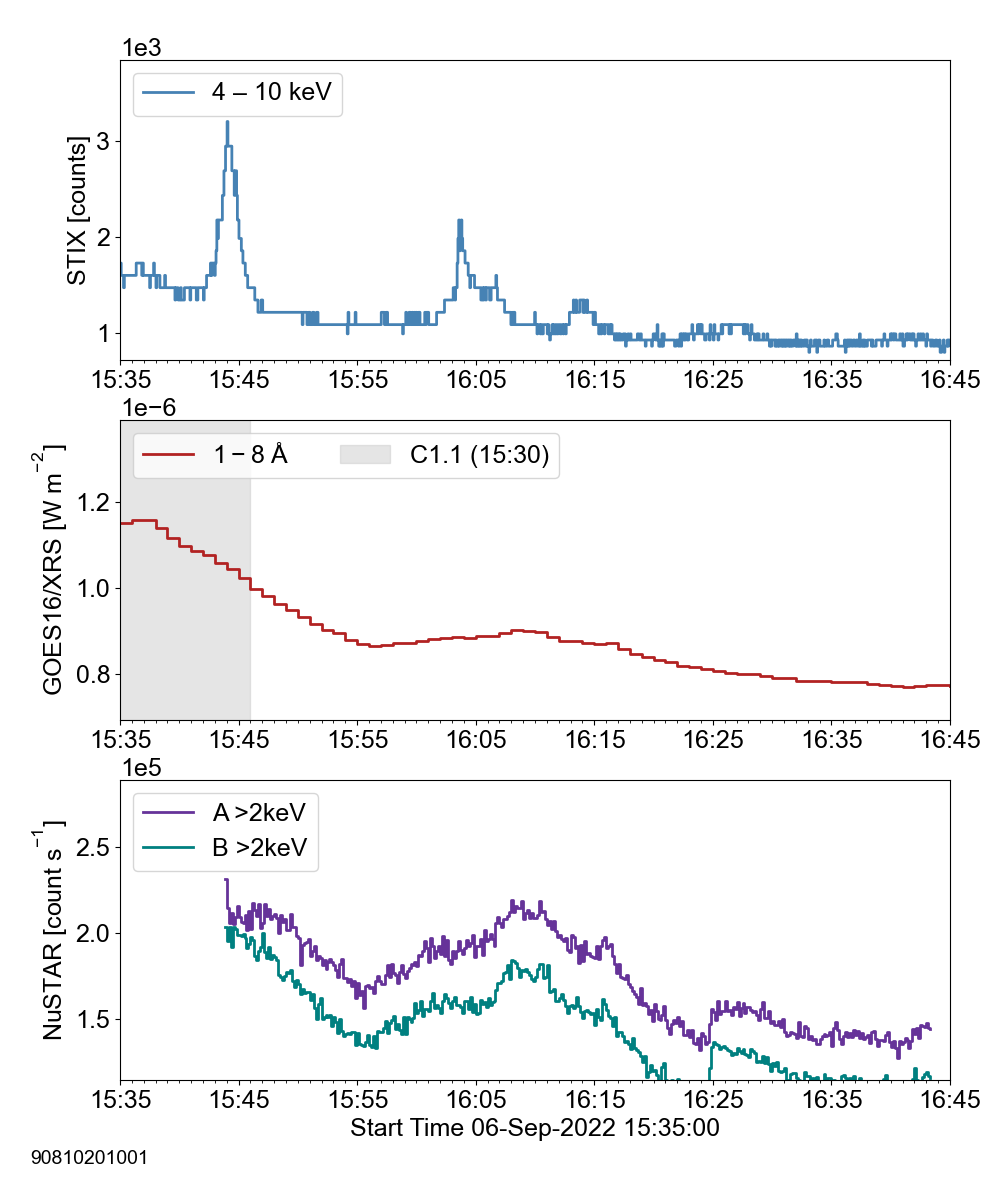 1e3
4 – 10 keV
STIX [counts]
3
2
1
15:35 15:45 15:55 16:05 16:15 16:25 16:35 16:45
1e−6
1 – 8 Å C1.1 (15:30)
GOES16/XRS [W m−2]
1.2
1.0
0.8
15:35 15:45 15:55 16:05 16:15 16:25 16:35 16:45
1e5
A >2keV
B >2keV
NuSTAR [count s−1]
2.5
2.0
1.5
15:35 15:45 15:55 16:05 16:15 16:25 16:35 16:45
Start Time 06-Sep-2022 15:35:00
90810201001